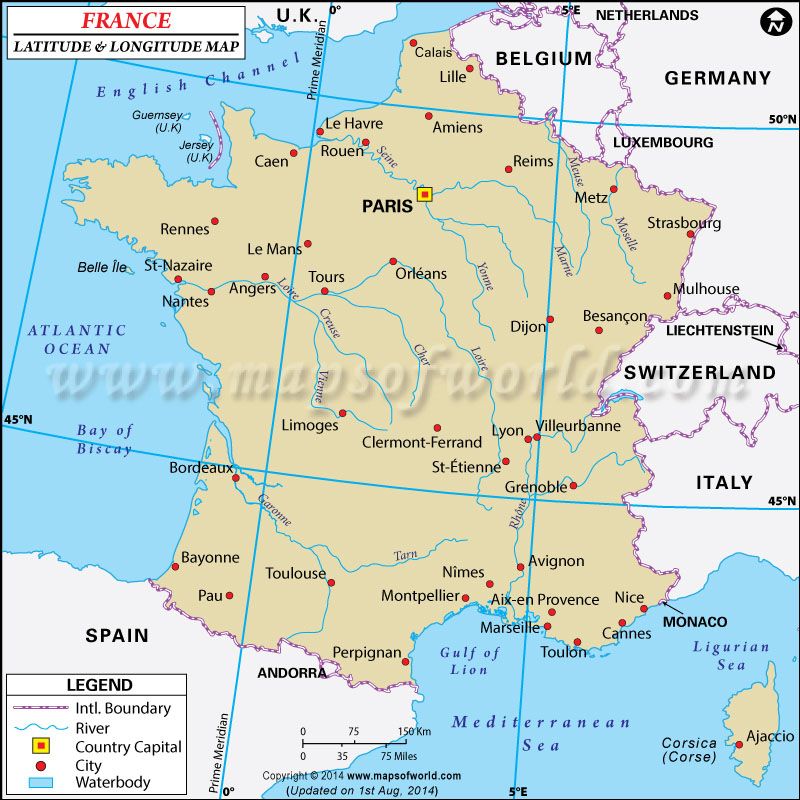 FRANCE
LATITUDE & LONGITUDE MAP
U.K.
0°
Prime Meridian
NETHERLANDS
N
BELGIUM
5°E
GERMANY
English Channel
Calais
Lille
50°N
Guernsey
(U.K)
Jersey
(U.K)
Le Havre
Amiens
Rouen
Seine
LUXEMBOURG
Caen
Reims
Meuse
Metz
PARIS
Moselle
Strasbourg
Rennes
Le Mans
Marne
Yonne
Belle Île
St-Nazaire
Orléans
Angers
Loire
Tours
Nantes
Mulhouse
Creuse
Besançon
Dijon
LIECHTENSTEIN
ATLANTIC
OCEAN
Cher
Loire
SWITZERLAND
www.mapsofworld.com
Vienne
45°N
Limoges
Clermont-Ferrand
Lyon
Villeurbanne
Bay of
Biscay
Bordeaux
St-Étienne
Grenoble
ITALY
45°N
Garonne
Rhône
Tarn
Bayonne
Toulouse
Avignon
Nîmes
Pau
Montpellier
Aix-en Provence
Nice
MONACO
SPAIN
Marseille
Cannes
Toulon
Perpignan
Gulf of
Lion
Ligurian
Sea
ANDORRA
LEGEND
Intl. Boundary
River
Country Capital
City
Waterbody
Prime Meridian
0°
0 75 150 Km
0 35 75 Miles
Mediterranean
Sea
Corsica
(Corse)
Ajaccio
Copyright © 2014 www.mapsofworld.com
(Updated on 1st Aug, 2014)
5°E